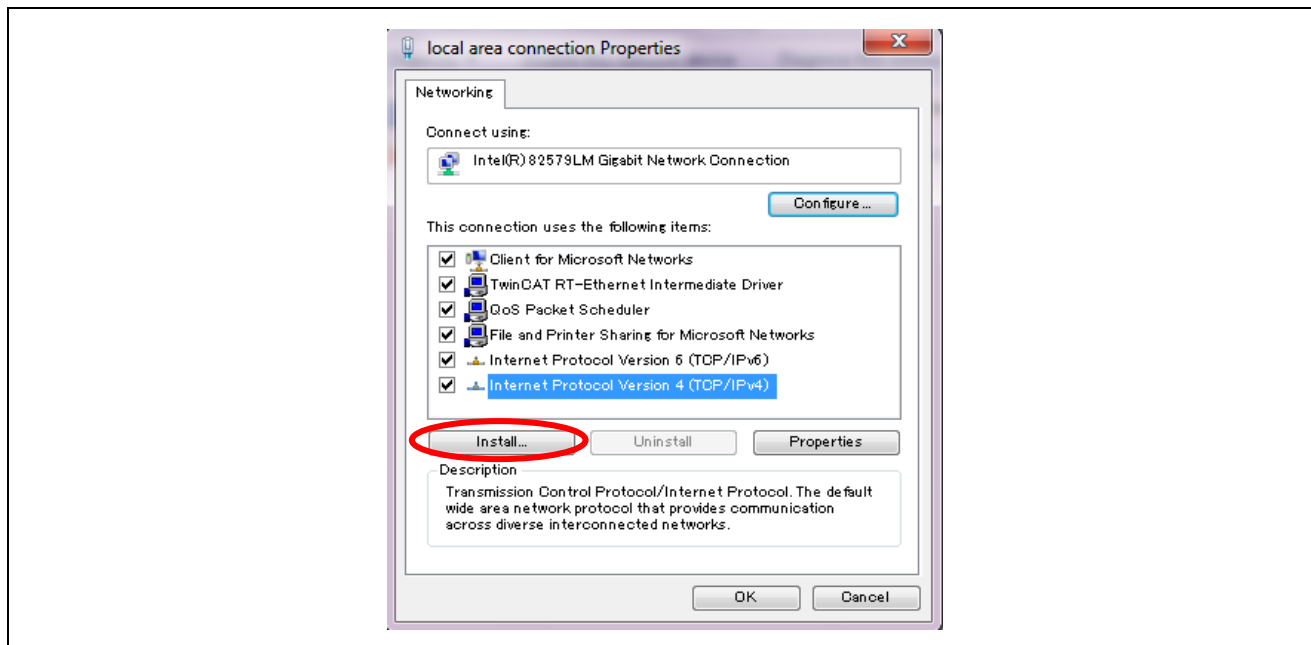 local area connection Properties
Networking
Connect using:
Intel(R) 82579LM Gigabit Network Connection
Configure...
This connection uses the following items:
Client for Microsoft Networks
TwinCAT RT-Ethernet Intermediate Driver
QoS Packet Scheduler
File and Printer Sharing for Microsoft Networks
Internet Protocol Version 6 (TCP/IPv6)
Internet Protocol Version 4 (TCP/IPv4)
Install... Uninstall Properties
Description
Transmission Control Protocol/Internet Protocol. The default
wide area network protocol that provides communication
across diverse interconnected networks.
OK Cancel